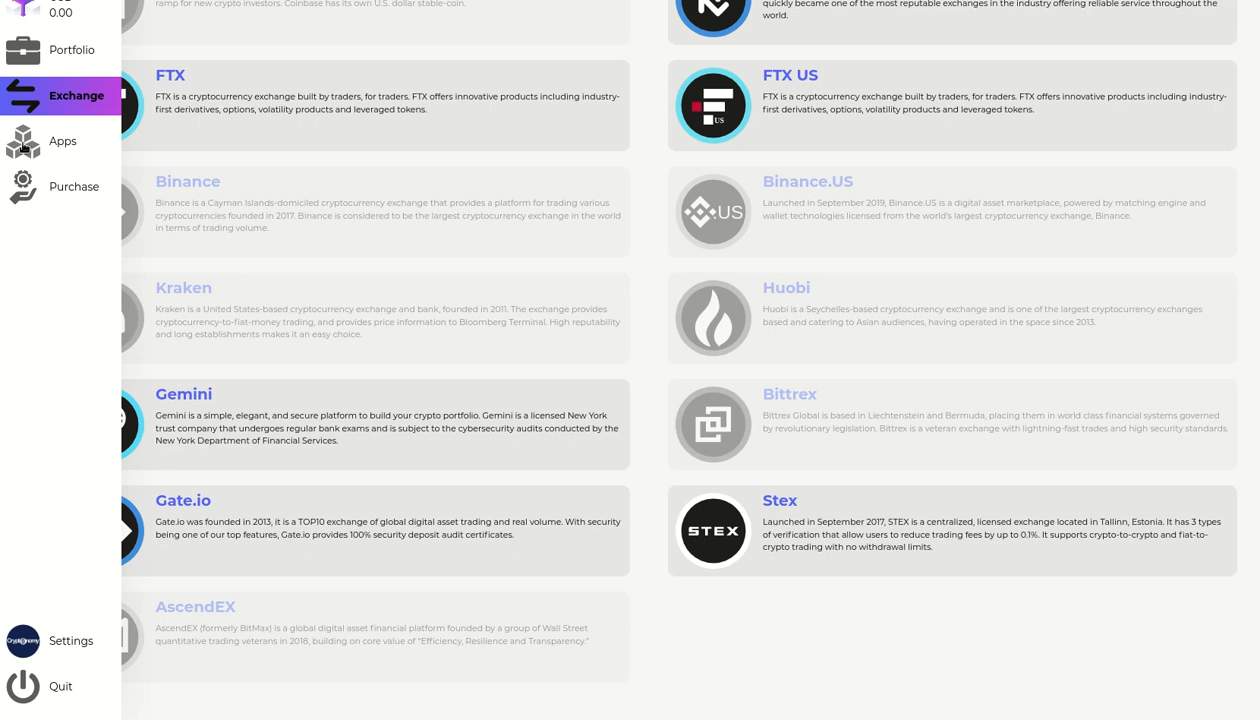 0.00
Portfolio
Exchange
Apps
Purchase
Settings
Quit
ramp for new crypto investors. Coinbase has its own U.S. dollar stable-coin.
quickly became one of the most reputable exchanges in the industry offering reliable service throughout the
world.
FTX
FTX is a cryptocurrency exchange built by traders, for traders. FTX offers innovative products including industry-
first derivatives, options, volatility products and leveraged tokens.
US
FTX US
FTX is a cryptocurrency exchange built by traders, for traders. FTX offers innovative products including industry-
first derivatives, options, volatility products and leveraged tokens.
Binance
Binance is a Cayman Islands-domiciled cryptocurrency exchange that provides a platform for trading various
cryptocurrencies founded in 2017. Binance is considered to be the largest cryptocurrency exchange in the world
in terms of trading volume.
.US
Binance.US
Launched in September 2019, Binance.US is a digital asset marketplace, powered by matching engine and
wallet technologies licensed from the world's largest cryptocurrency exchange, Binance.
Kraken
Kraken is a United States-based cryptocurrency exchange and bank, founded in 2011. The exchange provides
cryptocurrency-to-fiat-money trading, and provides price information to Bloomberg Terminal. High reputability
and long establishments makes it an easy choice.
Huobi
Huobi is a Seychelles-based cryptocurrency exchange and is one of the largest cryptocurrency exchanges
based and catering to Asian audiences, having operated in the space since 2013.
Gemini
Gemini is a simple, elegant, and secure platform to build your crypto portfolio. Gemini is a licensed New York
trust company that undergoes regular bank exams and is subject to the cybersecurity audits conducted by the
New York Department of Financial Services.
Bittrex
Bittrex Global is based in Liechtenstein and Bermuda, placing them in world class financial systems governed
by revolutionary legislation. Bittrex is a veteran exchange with lightning-fast trades and high security standards.
Gate.io
Gate.io was founded in 2013, it is a TOP10 exchange of global digital asset trading and real volume. With security
being one of our top features, Gate.io provides 100% security deposit audit certificates.
STEX
Stex
Launched in September 2017, STEX is a centralized, licensed exchange located in Tallinn, Estonia. It has 3 types
of verification that allow users to reduce trading fees by up to 0.1%. It supports crypto-to-crypto and fiat-to-
crypto trading with no withdrawal limits.
AscendEX
AscendEX (formerly BitMax) is a global digital asset financial platform founded by a group of Wall Street
quantitative trading veterans in 2018, building on core value of “Efficiency, Resilience and Transparency.”